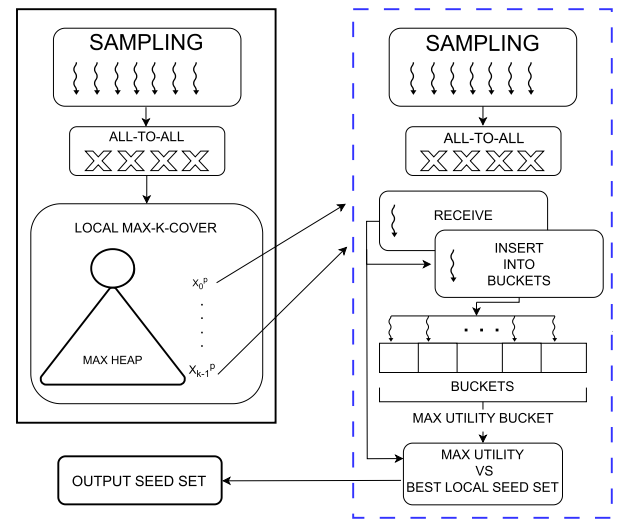 SAMPLING
ALL-TO-ALL
LOCAL MAX-K-COVER
X0p
.
.
.
.
Xk-1p
MAX HEAP
OUTPUT SEED SET
SAMPLING
ALL-TO-ALL
RECEIVE
INSERT
INTO
BUCKETS
. . .
BUCKETS
MAX UTILITY BUCKET
MAX UTILITY
VS
BEST LOCAL SEED SET